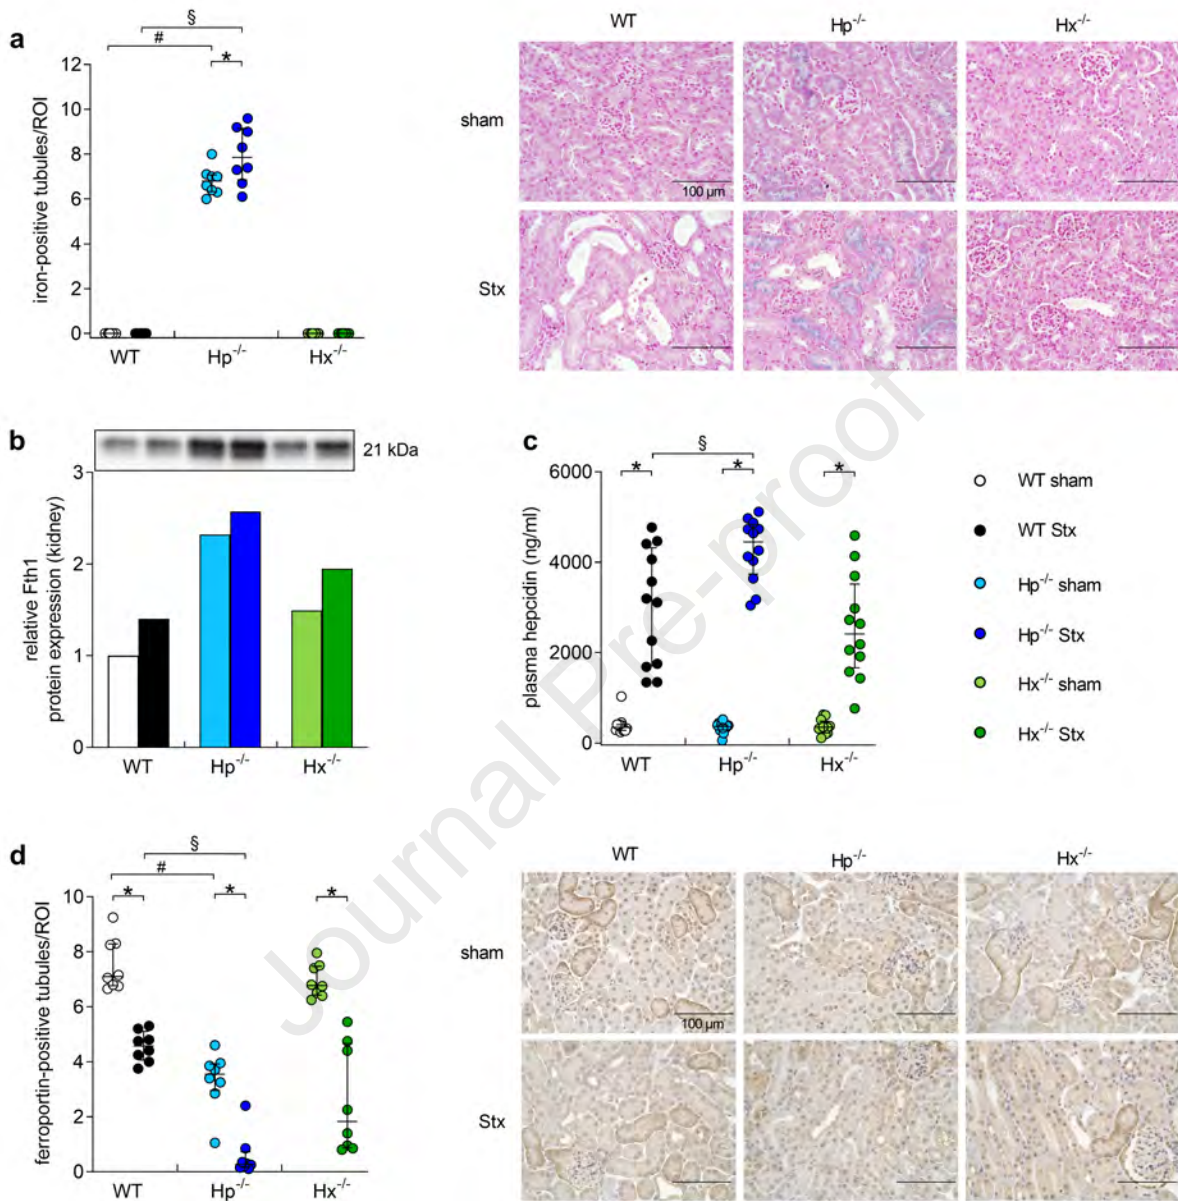 a
§
#
*
12
10
8
6
4
2
0
iron-positive tubules/ROI
WT
Hp-/-
Hx-/-
WT
Hp-/-
Hx-/-
sham
100 µm
Stx
b
21 kDa
3
2
1
0
relative Fth1
protein expression (kidney)
WT
Hp-/-
Hx-/-
c
§
*
*
*
6000
4000
2000
0
plasma hepcidin (ng/ml)
WT
Hp-/-
Hx-/-
WT sham
WT Stx
Hp-/- sham
Hp-/- Stx
Hx-/- sham
Hx-/- Stx
Journal Pre-proof
d
§
#
*
*
*
10
8
6
4
2
0
ferroportin-positive tubules/ROI
WT
Hp-/-
Hx-/-
WT
Hp-/-
Hx-/-
sham
100 µm
Stx